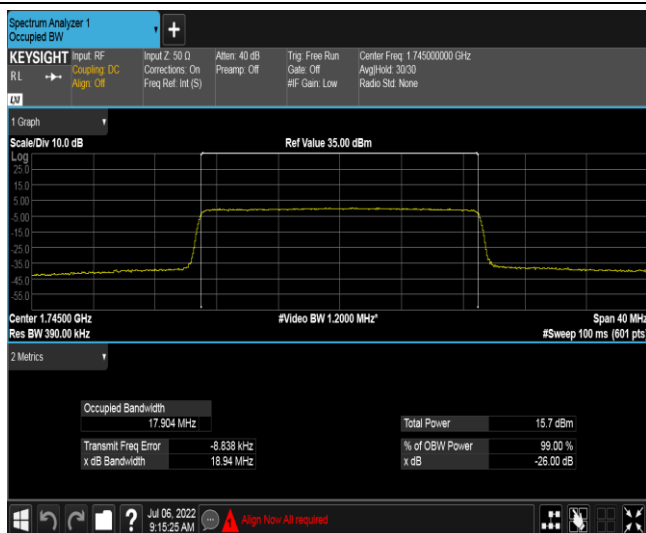 Spectrum Analyzer 1
Occupied BW
+
KEYSIGHT Input: RF Input Z: 50 Ω Atten: 40 dB Trig: Free Run Center Freq: 1.745000000 GHz
RL Coupling: DC Corrections: On Preamp: Off Gate: Off Avg|Hold: 30/30
Align: Off Freq Ref: Int (S) #IF Gain: Low Radio Std: None
LXI
1 Graph
Scale/Div 10.0 dB Ref Value 35.00 dBm
Log
25.0
15.0
5.00
-5.00
-15.0
-25.0
-35.0
-45.0
-55.0
Center 1.74500 GHz #Video BW 1.2000 MHz* Span 40 MHz
Res BW 390.00 kHz #Sweep 100 ms (601 pts)
2 Metrics
Occupied Bandwidth
17.904 MHz Total Power 15.7 dBm
Transmit Freq Error -8.838 kHz % of OBW Power 99.00 %
x dB Bandwidth 18.94 MHz x dB -26.00 dB
? Jul 06, 2022
9:15:25 AM Align Now All required